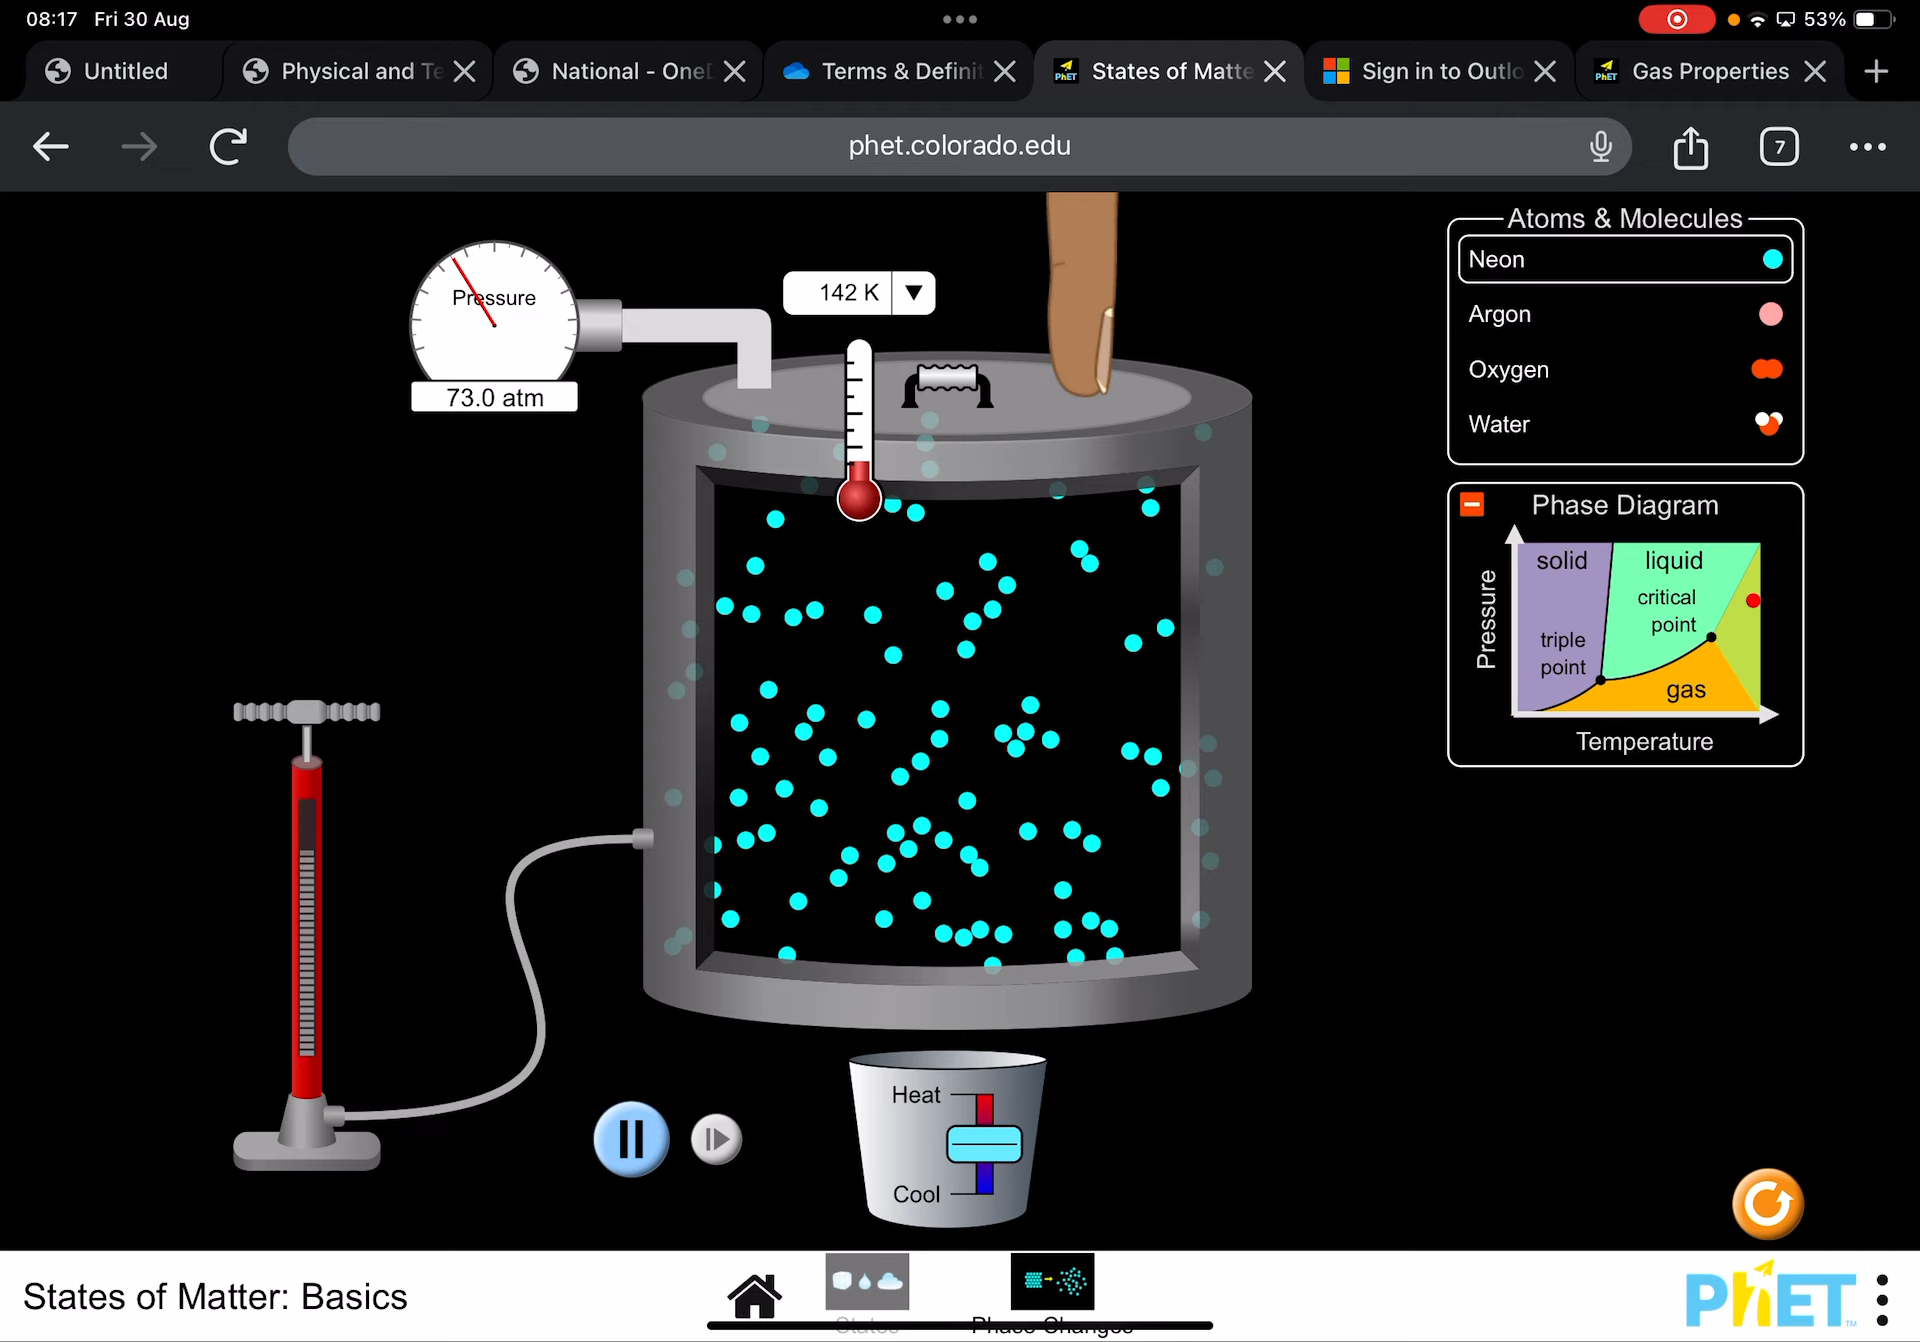 08:17 Fri 30 Aug
53%
Untitled
Physical and Te
National - OneD
Terms & Definit
States of Matte
Sign in to Outlo
Gas Properties
phet.colorado.edu
7
Pressure
73.0 atm
142 K
Atoms & Molecules
Neon
Argon
Oxygen
Water
Phase Diagram
solid
liquid
critical
point
triple
point
gas
Pressure
Temperature
Heat
Cool
States of Matter: Basics
States
Phase Changes
PhET
TM